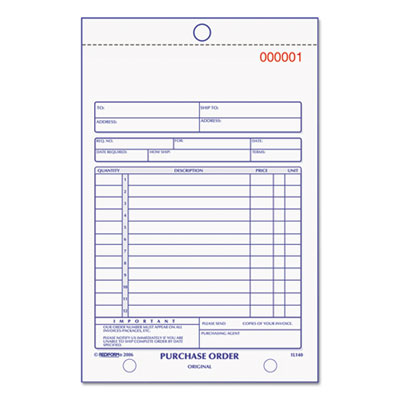 000001
TO: SHIP TO:
ADDRESS: ADDRESS:
REQ. NO. FOR: DATE:
DATE REQUIRED: HOW SHIP: TERMS:
QUANTITY DESCRIPTION PRICE UNIT
1
2
3
4
5
6
7
8
9
10
11
12
IMPORTANT
OUR ORDER NUMBER MUST APPEAR ON ALL
INVOICES-PACKAGES, ETC.
PLEASE NOTIFY US IMMEDIATELY IF YOU ARE
UNABLE TO SHIP COMPLETE ORDER BY DATE
SPECIFIED.
PLEASE SEND COPIES OF YOUR INVOICE.
PURCHASING AGENT
© REDIFORM® 2006 PURCHASE ORDER 1L140
ORIGINAL